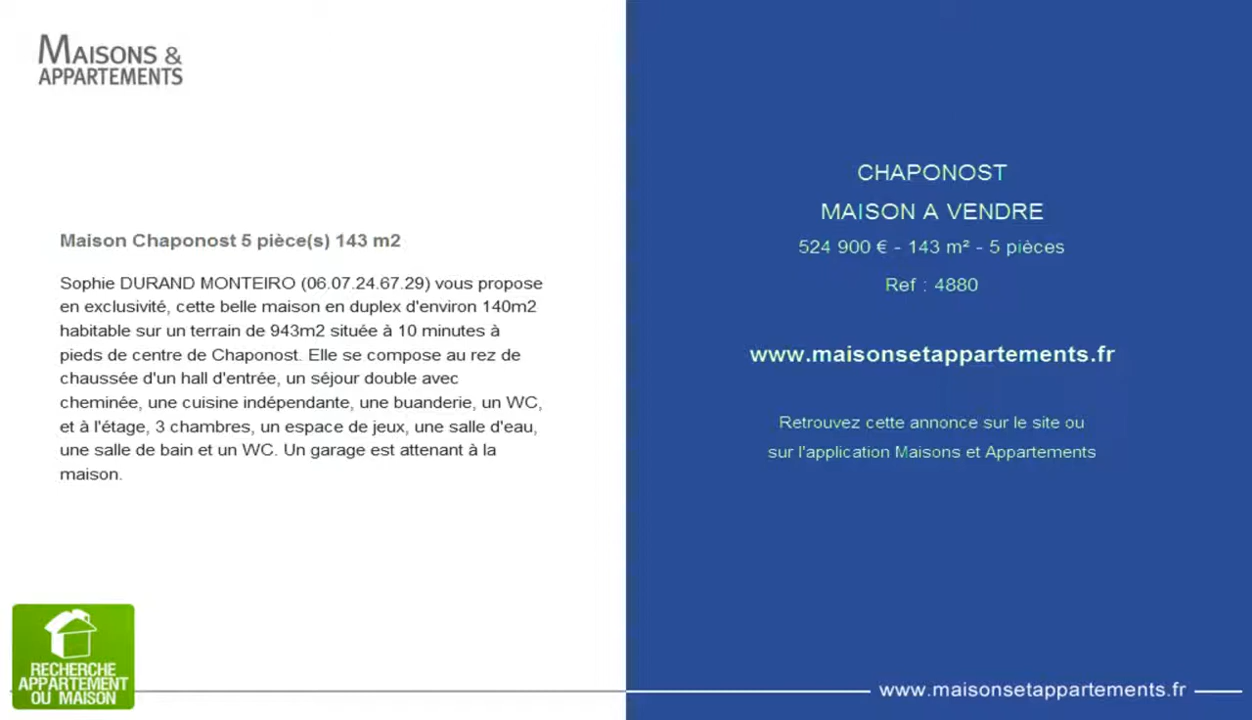 MAISONS &
APPARTEMENTS
Maison Chaponost 5 pièce(s) 143 m2
Sophie DURAND MONTEIRO (06.07.24.67.29) vous propose
en exclusivité, cette belle maison en duplex d'environ 140m2
habitable sur un terrain de 943m2 située à 10 minutes à
pieds de centre de Chaponost. Elle se compose au rez de
chaussée d'un hall d'entrée, un séjour double avec
cheminée, une cuisine indépendante, une buanderie, un WC,
et à l'étage, 3 chambres, un espace de jeux, une salle d'eau,
une salle de bain et un WC. Un garage est attenant à la
maison.
RECHERCHE
APPARTEMENT
OU MAISON
CHAPONOST
MAISON A VENDRE
524 900 € - 143 m² - 5 pièces
Ref : 4880
www.maisonsetappartements.fr
Retrouvez cette annonce sur le site ou
sur l'application Maisons et Appartements
www.maisonsetappartements.fr